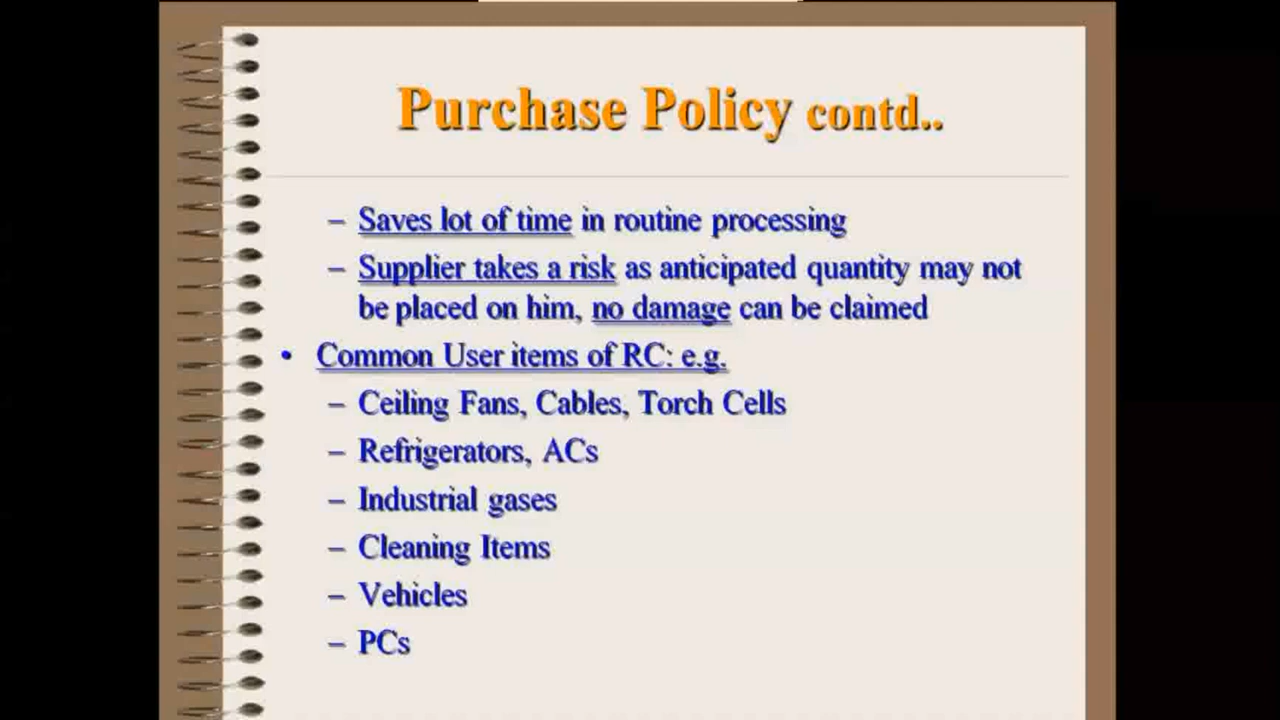 Purchase Policy contd..
– Saves lot of time in routine processing
– Supplier takes a risk as anticipated quantity may not
be placed on him, no damage can be claimed
• Common User items of RC: e.g.
– Ceiling Fans, Cables, Torch Cells
– Refrigerators, ACs
– Industrial gases
– Cleaning Items
– Vehicles
– PCs